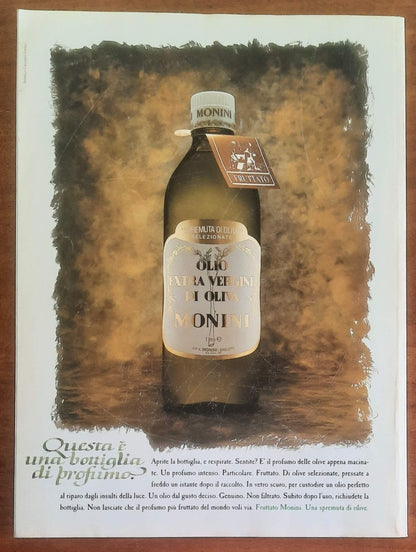 MONINI
FRUTTATO
SPREMUTA DI OLIVE
SELEZIONATE
OLIO
EXTRA VERGINE
DI OLIVA
MONINI
Questa è
una bottiglia
di profumo.
Aprite la bottiglia, e respirate. Sentite? E' il profumo delle olive appena macina-
te. Un profumo intenso. Particolare. Fruttato. Di olive selezionate, pressate a
freddo un istante dopo il raccolto. In vetro scuro, per custodire un olio perfetto
al riparo dagli insulti della luce. Un olio dal gusto deciso. Genuino. Non filtrato. Subito dopo l'uso, richiudete la
bottiglia. Non lasciate che il profumo più fruttato del mondo voli via. Fruttato Monini. Una spremuta di olive.